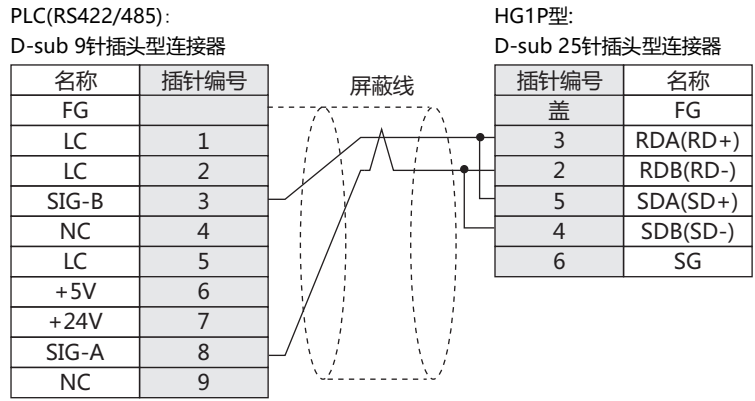 PLC(RS422/485):
D-sub 9针插头型连接器
名称 插针编号
FG
LC 1
LC 2
SIG-B 3
NC 4
LC 5
+5V 6
+24V 7
SIG-A 8
NC 9
屏蔽线
HG1P型:
D-sub 25针插头型连接器
插针编号 名称
盖 FG
3 RDA(RD+)
2 RDB(RD-)
5 SDA(SD+)
4 SDB(SD-)
6 SG